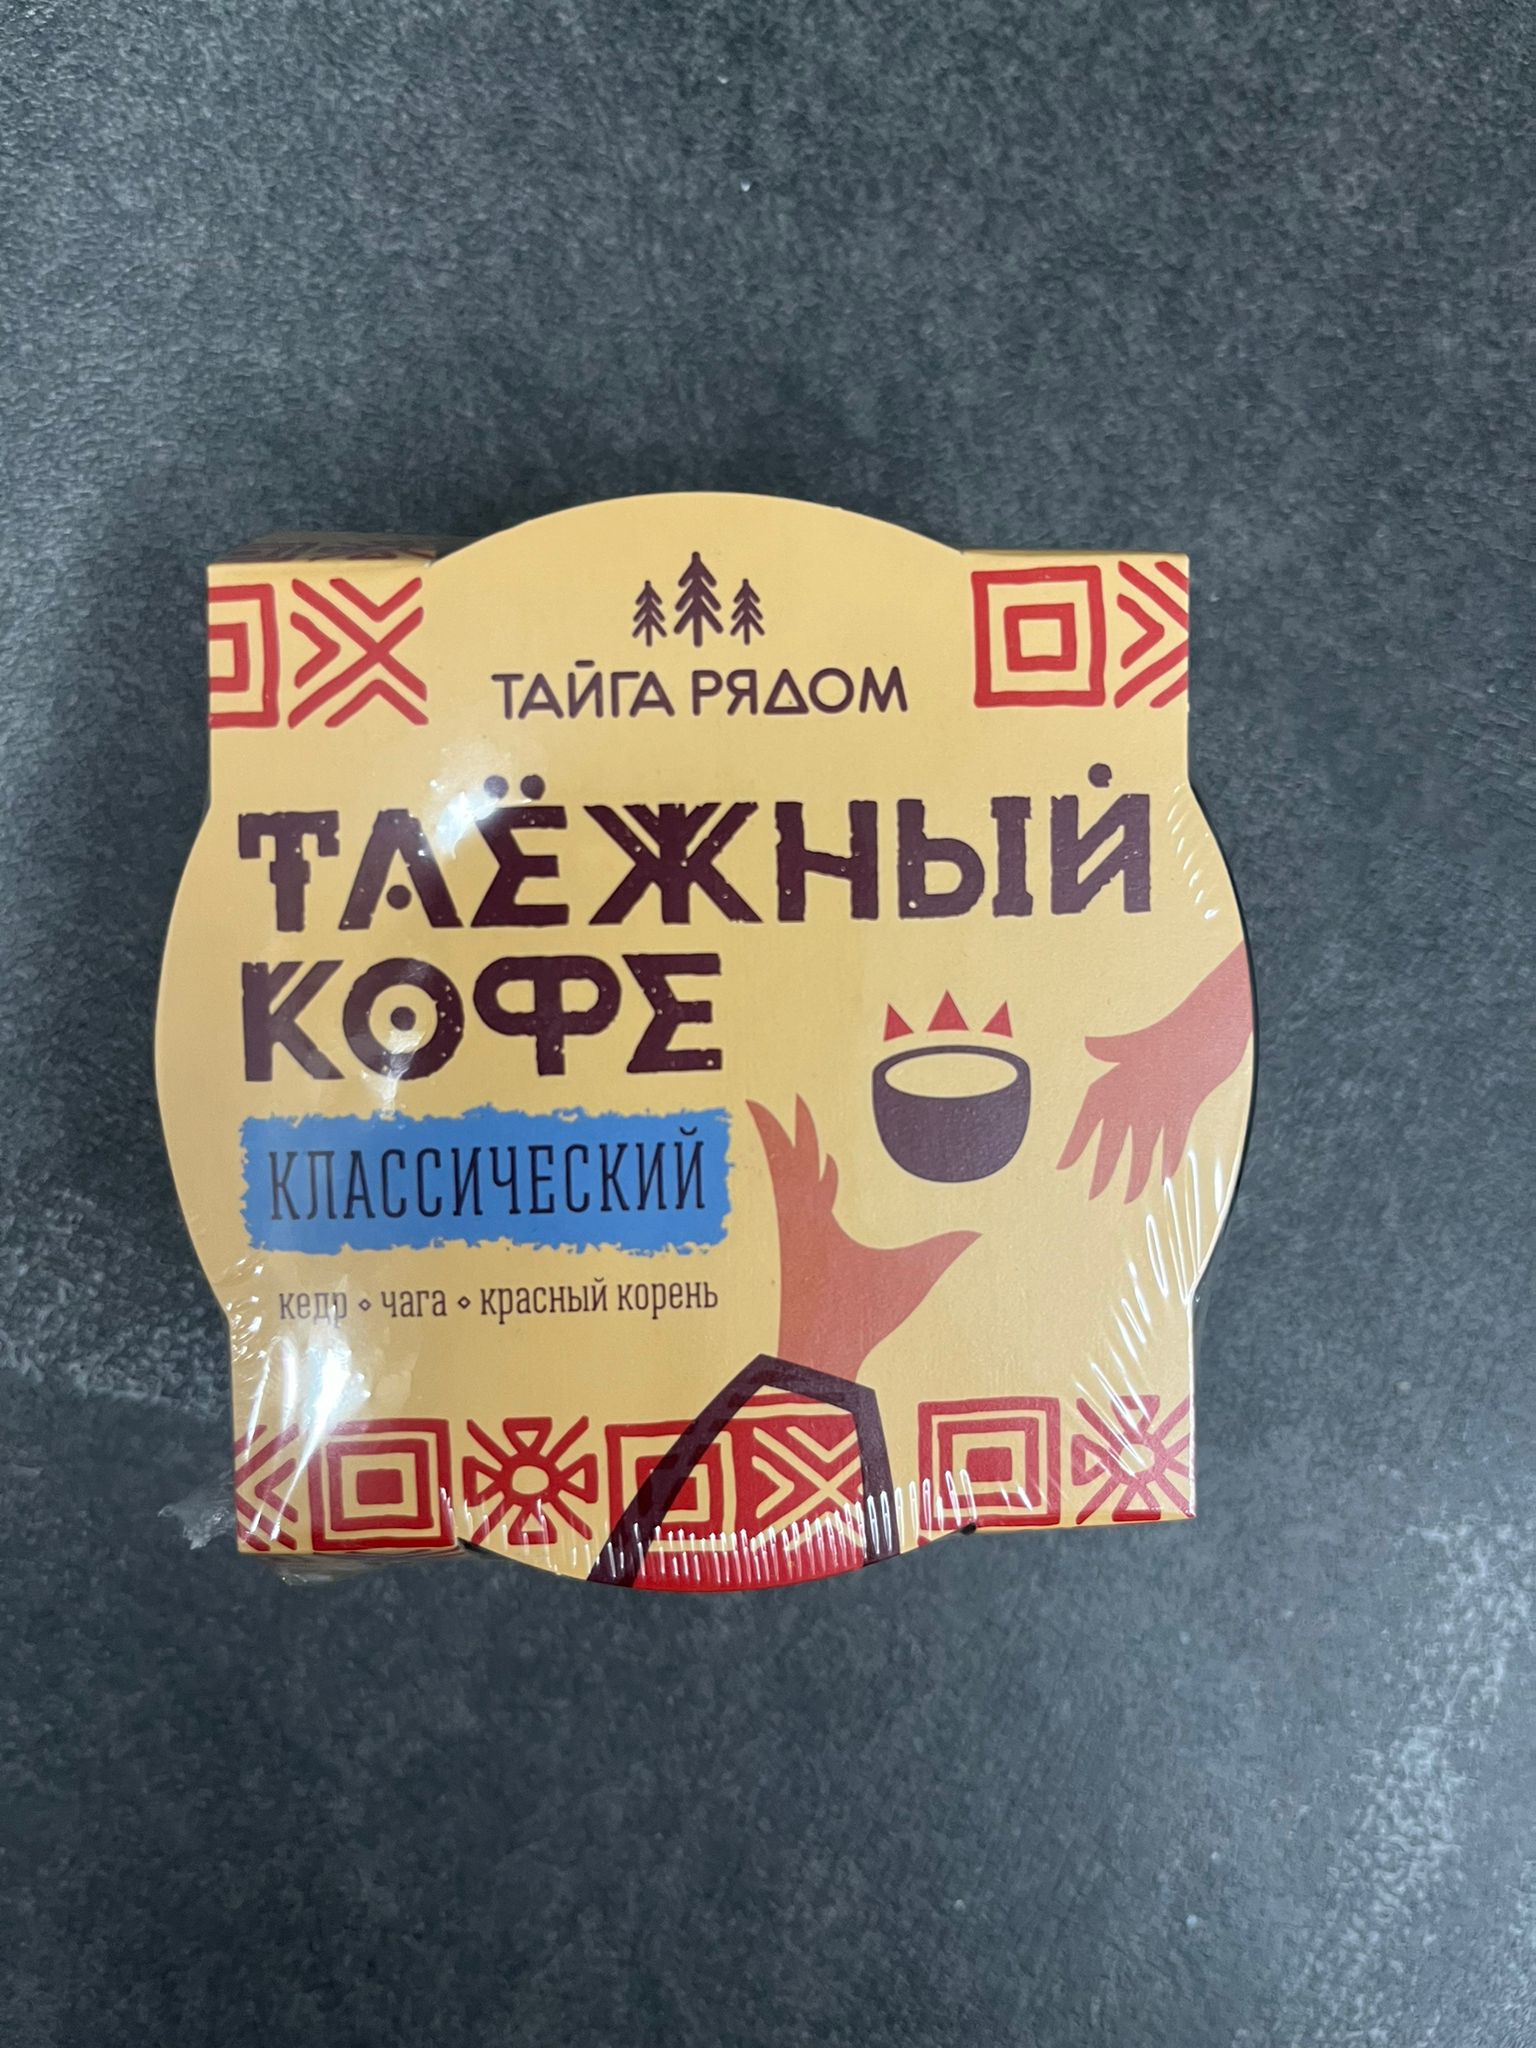 ТАЙГА РЯДОМ
ТАЁЖНЫЙ
КОФЕ
КЛАССИЧЕСКИЙ
кедр ⋄ чага ⋄ красный корень